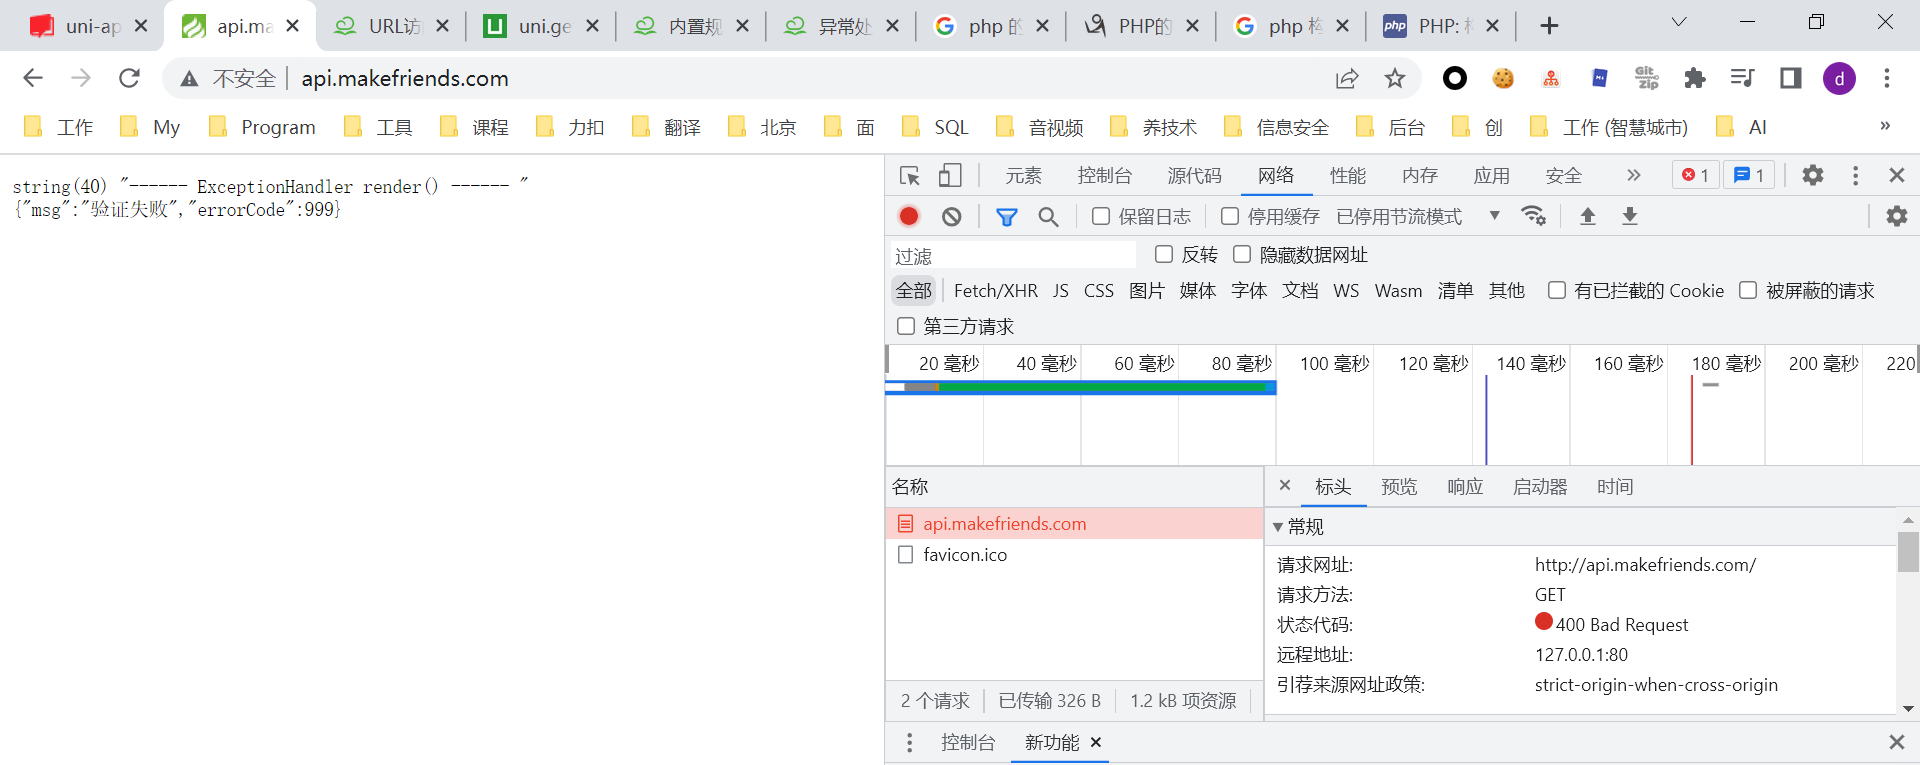 uni-ap
api.ma
URL访
uni.ge
内置规
异常处
php 的
PHP的
php 构
PHP: 构
不安全
api.makefriends.com
d
工作
My
Program
工具
课程
力扣
翻译
北京
面
SQL
音视频
养技术
信息安全
后台
创
工作 (智慧城市)
AI
»
string(40) "------ ExceptionHandler render() ------ "
{"msg":"验证失败","errorCode":999}
元素
控制台
源代码
网络
性能
内存
应用
安全
»
1
1
保留日志
停用缓存
已停用节流模式
过滤
反转
隐藏数据网址
全部
Fetch/XHR
JS
CSS
图片
媒体
字体
文档
WS
Wasm
清单
其他
有已拦截的 Cookie
被屏蔽的请求
第三方请求
20 毫秒
40 毫秒
60 毫秒
80 毫秒
100 毫秒
120 毫秒
140 毫秒
160 毫秒
180 毫秒
200 毫秒
220
名称
标头
预览
响应
启动器
时间
api.makefriends.com
favicon.ico
常规
请求网址:
http://api.makefriends.com/
请求方法:
GET
状态代码:
400 Bad Request
远程地址:
127.0.0.1:80
引荐来源网址政策:
strict-origin-when-cross-origin
2 个请求
已传输 326 B
1.2 kB 项资源
控制台
新功能